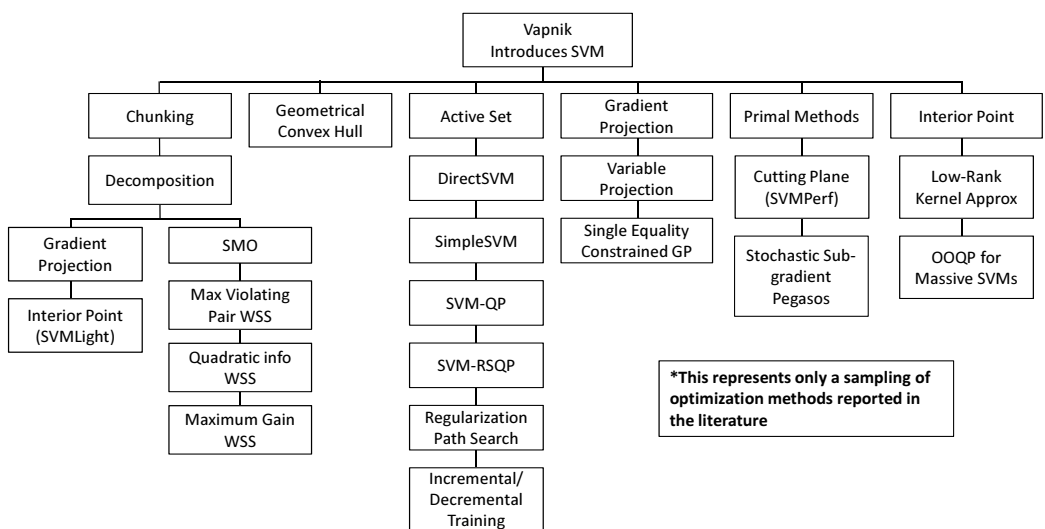 Vapnik
Introduces SVM
Chunking
Geometrical
Convex Hull
Active Set
Gradient
Projection
Primal Methods
Interior Point
Decomposition
DirectSVM
Variable
Projection
Cutting Plane
(SVMPerf)
Low-Rank
Kernel Approx
Gradient
Projection
SMO
SimpleSVM
Single Equality
Constrained GP
Stochastic Sub-
gradient
Pegasos
OOQP for
Massive SVMs
Interior Point
(SVMLight)
Max Violating
Pair WSS
SVM-QP
Quadratic info
WSS
SVM-RSQP
*This represents only a sampling of
optimization methods reported in
the literature
Maximum Gain
WSS
Regularization
Path Search
Incremental/
Decremental
Training